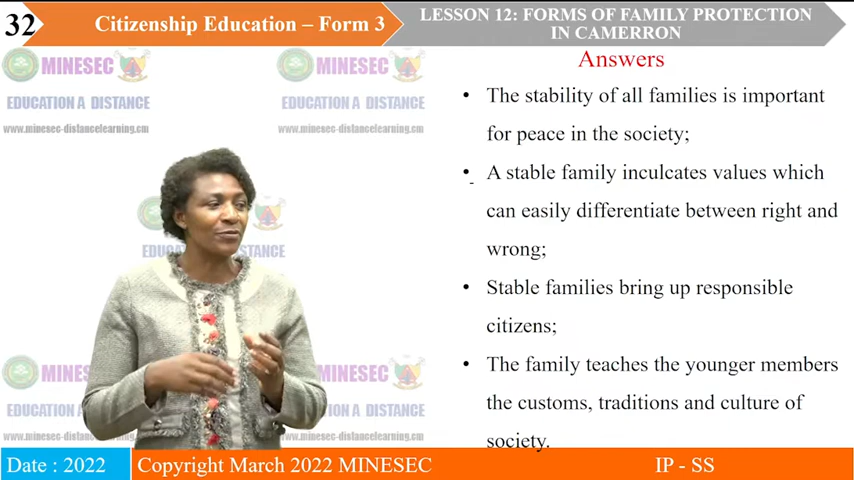 32
Citizenship Education – Form 3
LESSON 12: FORMS OF FAMILY PROTECTION
IN CAMERRON
Answers
MINESEC
MINESEC
EDUCATION A DISTANCE
EDUCATION A DISTANCE
www.minesec-distancelearning.cm
www.minesec-distancelearning.cm
• The stability of all families is important
for peace in the society;
• A stable family inculcates values which
can easily differentiate between right and
wrong;
• Stable families bring up responsible
citizens;
• The family teaches the younger members
the customs, traditions and culture of
society.
MINESEC
EDUCATION A DISTANCE
www.minesec-distancelearning.cm
Date : 2022
Copyright March 2022 MINESEC
IP - SS